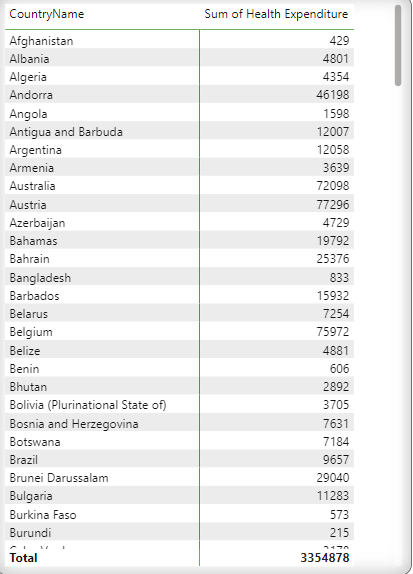 CountryName Sum of Health Expenditure
Afghanistan 429
Albania 4801
Algeria 4354
Andorra 46198
Angola 1598
Antigua and Barbuda 12007
Argentina 12058
Armenia 3639
Australia 72098
Austria 77296
Azerbaijan 4729
Bahamas 19792
Bahrain 25376
Bangladesh 833
Barbados 15932
Belarus 7254
Belgium 75972
Belize 4881
Benin 606
Bhutan 2892
Bolivia (Plurinational State of) 3705
Bosnia and Herzegovina 7631
Botswana 7184
Brazil 9657
Brunei Darussalam 29040
Bulgaria 11283
Burkina Faso 573
Burundi 215
Total 3354878